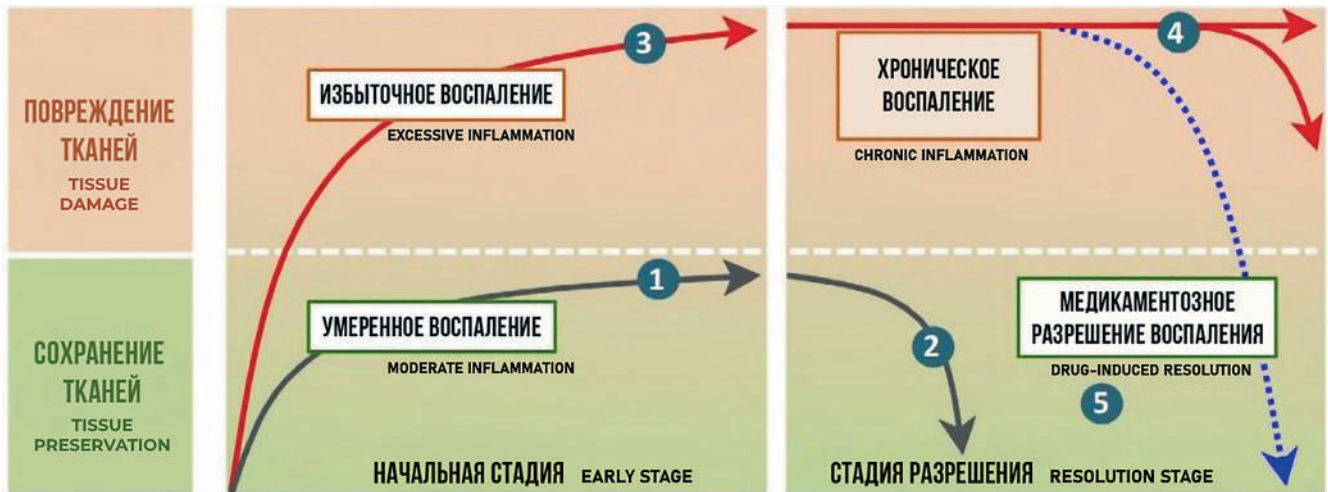 ПОВРЕЖДЕНИЕ
ТКАНЕЙ
TISSUE
DAMAGE
СОХРАНЕНИЕ
ТКАНЕЙ
TISSUE
PRESERVATION
3
ИЗБЫТОЧНОЕ ВОСПАЛЕНИЕ
EXCESSIVE INFLAMMATION
1
УМЕРЕННОЕ ВОСПАЛЕНИЕ
MODERATE INFLAMMATION
НАЧАЛЬНАЯ СТАДИЯ EARLY STAGE
4
ХРОНИЧЕСКОЕ
ВОСПАЛЕНИЕ
CHRONIC INFLAMMATION
2
МЕДИКАМЕНТОЗНОЕ
РАЗРЕШЕНИЕ ВОСПАЛЕНИЯ
DRUG-INDUCED RESOLUTION
5
СТАДИЯ РАЗРЕШЕНИЯ RESOLUTION STAGE